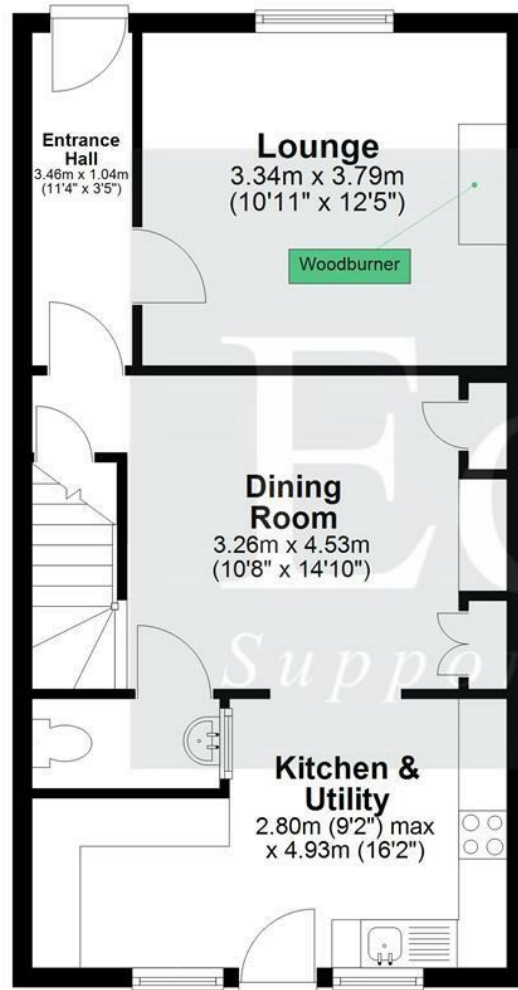 Entrance
Hall
3.46m x 1.04m
(11'4" x 3'5")
Lounge
3.34m x 3.79m
(10'11" x 12'5")
Woodburner
Dining
Room
3.26m x 4.53m
(10'8" x 14'10")
Suppor
Kitchen &
Utility
2.80m (9'2") max
x 4.93m (16'2")